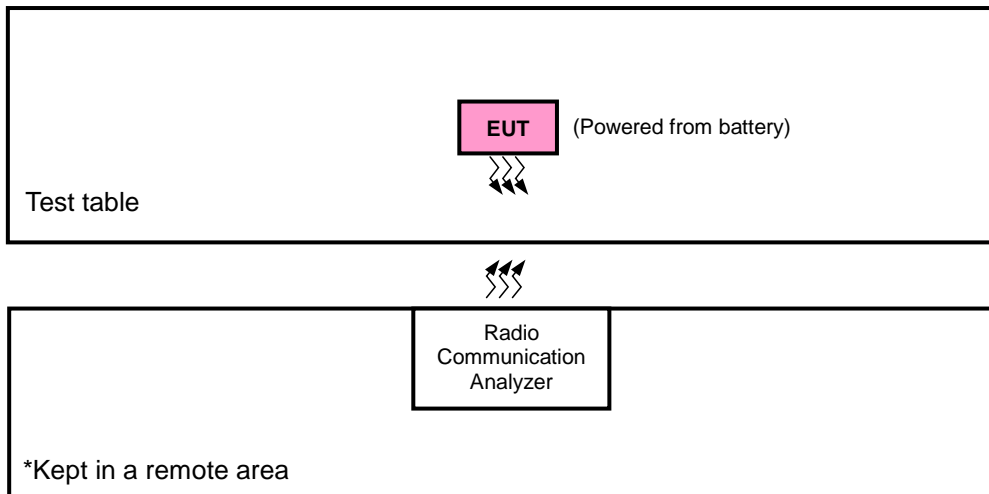 EUT (Powered from battery)
Test table
Radio
Communication
Analyzer
*Kept in a remote area